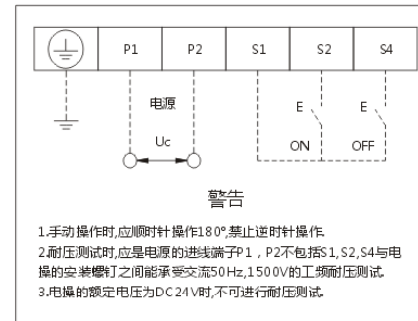 P1 P2 S1 S2 S4
电源
E E
Uc
ON OFF
警告
1.手动操作时,应顺时针操作180°,禁止逆时针操作.
2.耐压测试时,应是电源的进线端子P1，P2不包括S1,S2,S4与电
操的安装螺钉之间能承受交流50Hz,1500V的工频耐压测试.
3.电操的额定电压为DC24V时,不可进行耐压测试.